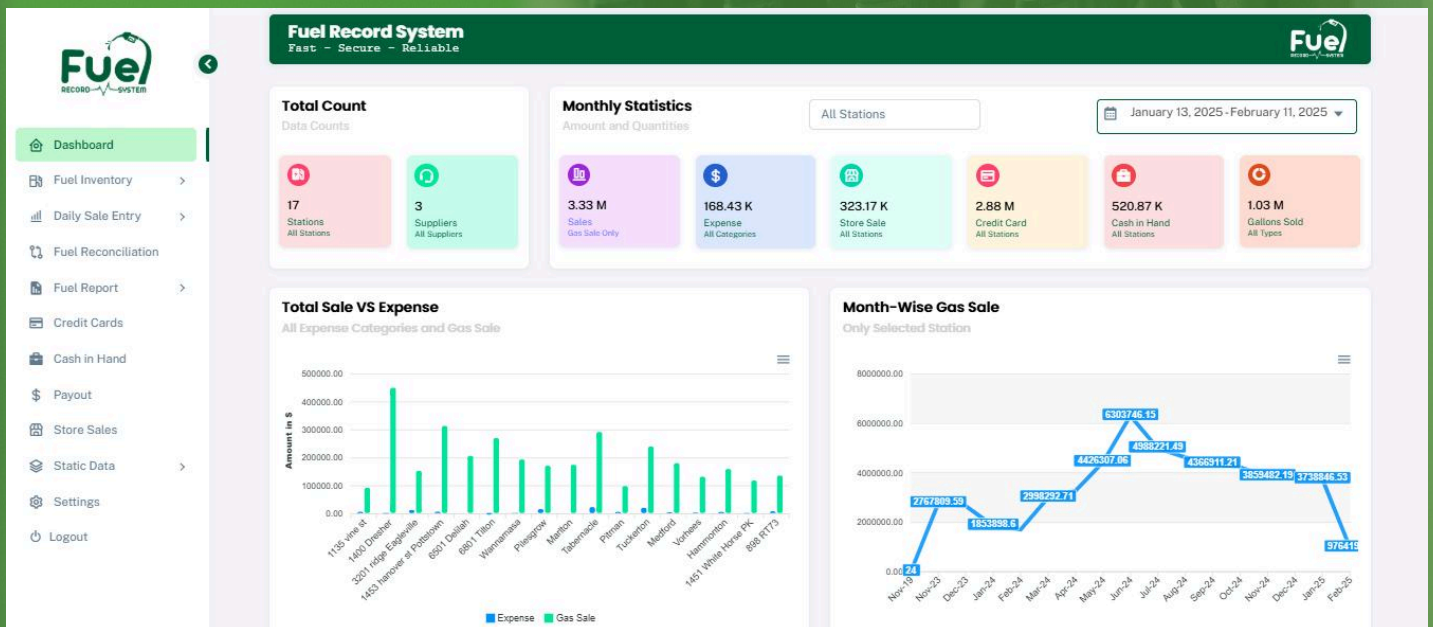 Fuel
RECORD SYSTEM
Dashboard
Fuel Inventory
Daily Sale Entry
Fuel Reconciliation
Fuel Report
Credit Cards
Cash in Hand
$ Payout
Store Sales
Static Data
Settings
Logout
Fuel Record System
Fast - Secure - Reliable
Fuel
RECORD SYSTEM
Total Count
Data Counts
17
Stations
All Stations
3
Suppliers
All Suppliers
Monthly Statistics
Amount and Quantities
All Stations
January 13, 2025 - February 11, 2025
3.33 M
Sales
Gas Sale Only
$
168.43 K
Expense
All Categories
323.17 K
Store Sale
All Stations
2.88 M
Credit Card
All Stations
520.87 K
Cash in Hand
All Stations
1.03 M
Gallons Sold
All Types
Total Sale VS Expense
All Expense Categories and Gas Sale
Amount in $
500000.00
400000.00
300000.00
200000.00
100000.00
0.00
1135 vine st
1400 Dresher
3201 ridge Eagleville
1453 hanover st Pottstown
6501 Delilah
6801 Tilton
Wannamasa
Pilesgrow
Marlton
Tabernacle
Pitman
Tuckerton
Medford
Vorhees
Hammonton
1451 White Horse PK
898 RT73
Expense
Gas Sale
Month-Wise Gas Sale
Only Selected Station
8000000.00
6000000.00
4000000.00
2000000.00
0.00
24
2767809.59
1853898.6
2998292.71
4426307.06
6303746.15
4988221.49
4366911.21
3859482.19
3738846.53
976419
Nov-19
Nov-23
Dec-23
Jan-24
Feb-24
Mar-24
Apr-24
May-24
Jun-24
Jul-24
Aug-24
Sep-24
Oct-24
Nov-24
Dec-24
Jan-25
Feb-25